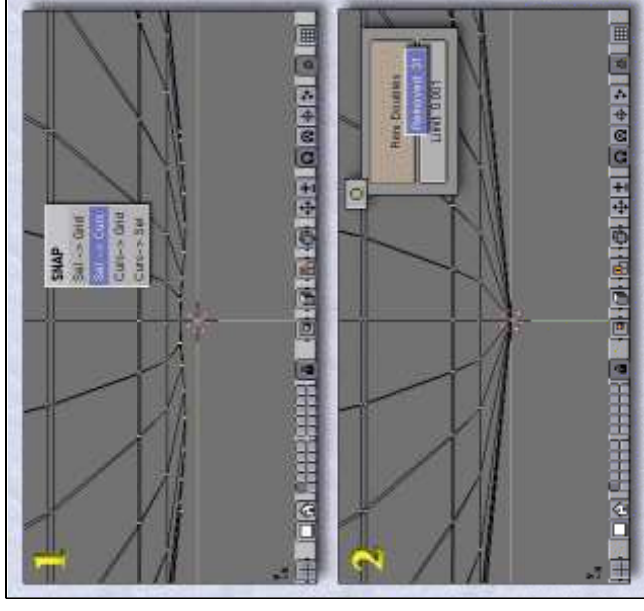 1
SNAP
Sel -> Grid
Sel -> Curs
Curs-> Grid
Curs-> Sel
2
Rem Doubles
Removed: 31
Limit: 0.001